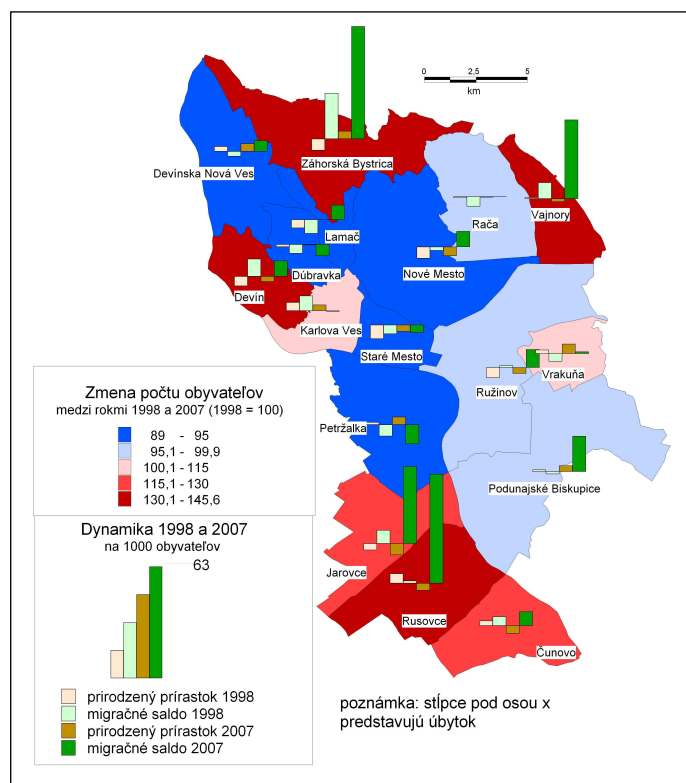 0 2,5 5
km
Devínska Nová Ves
Záhorská Bystrica
Rača
Vajnory
Lamač
Nové Mesto
Dúbravka
Devín
Karlova Ves
Staré Mesto
Vrakuňa
Ružinov
Petržalka
Podunajské Biskupice
Jarovce
Rusovce
Čunovo
Zmena počtu obyvateľov
medzi rokmi 1998 a 2007 (1998 = 100)
89 - 95
95,1 - 99,9
100,1 - 115
115,1 - 130
130,1 - 145,6
Dynamika 1998 a 2007
na 1000 obyvateľov
63
prirodzený prírastok 1998
migračné saldo 1998
prirodzený prírastok 2007
migračné saldo 2007
poznámka: stĺpce pod osou x
predstavujú úbytok